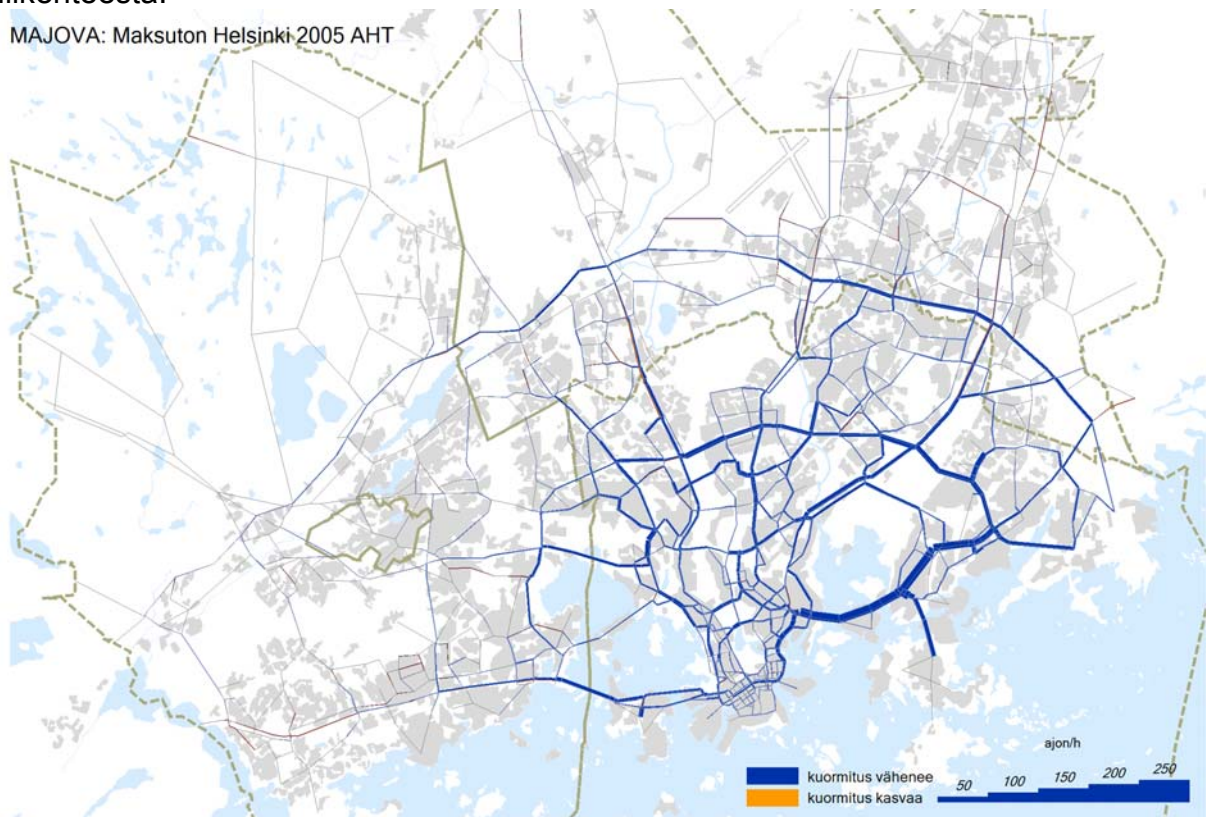 MAJOVA: Maksuton Helsinki 2005 AHT
ajon/h
kuormitus vähenee
kuormitus kasvaa
50 100 150 200 250